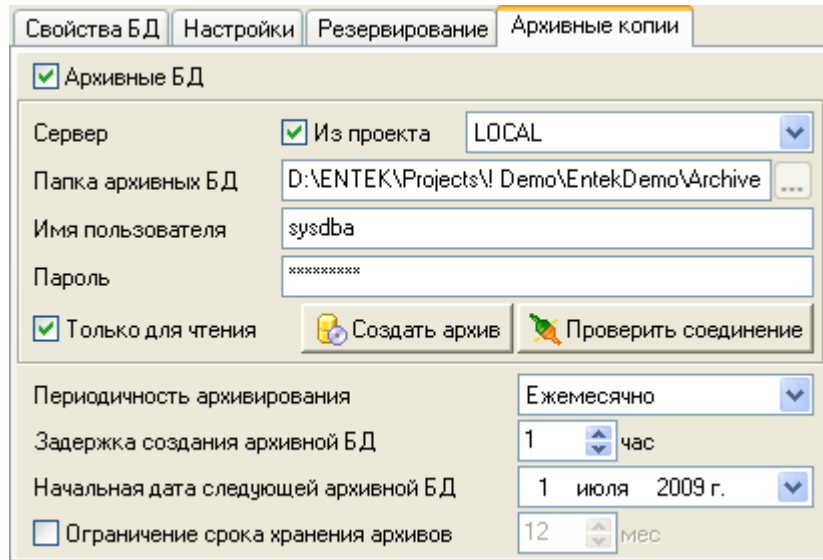 Свойства БД Настройки Резервирование Архивные копии
Архивные БД
Сервер Из проекта LOCAL
Папка архивных БД D:\ENTEK\Projects\! Demo\EntekDemo\Archive ...
Имя пользователя sysdba
Пароль *********
Только для чтения Создать архив Проверить соединение
Периодичность архивирования Ежемесячно
Задержка создания архивной БД 1 час
Начальная дата следующей архивной БД 1 июля 2009 г.
Ограничение срока хранения архивов 12 мес